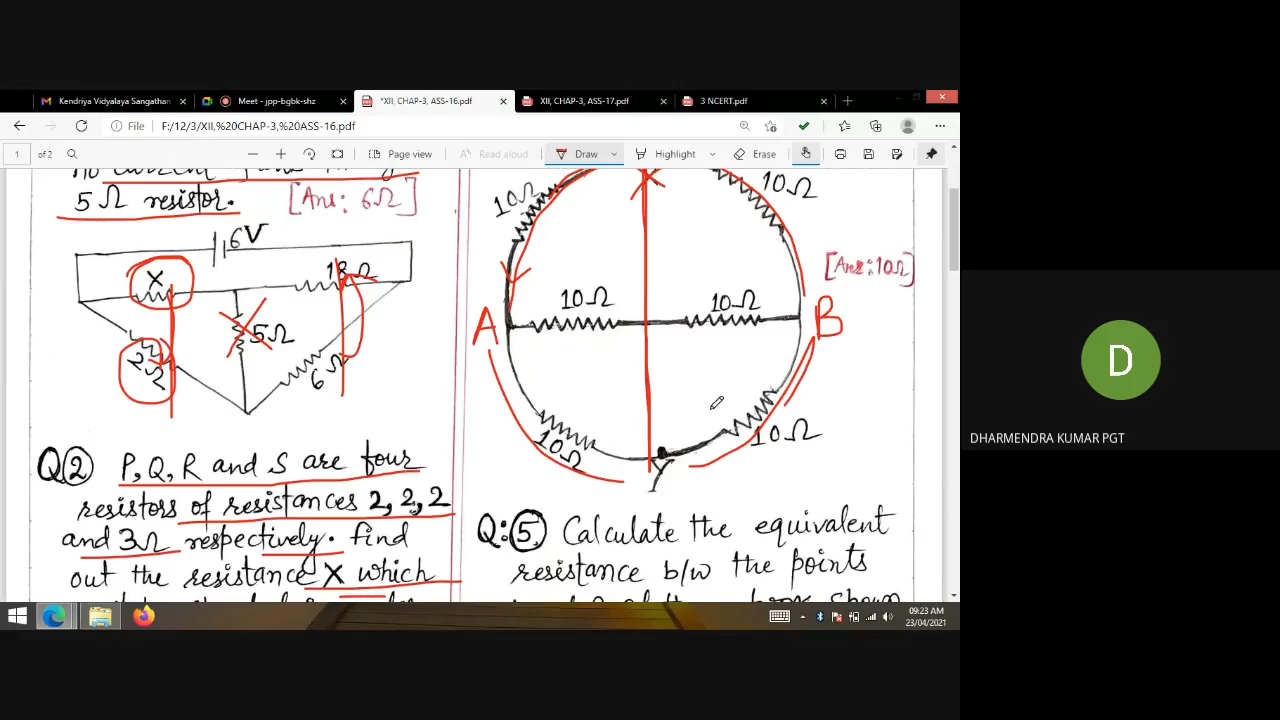 Kendriya Vidyalaya Sangathan
Meet - jpp-bgbk-shz
*XII, CHAP-3, ASS-16.pdf
XII, CHAP-3, ASS-17.pdf
3 NCERT.pdf
File
F:/12/3/XII,%20CHAP-3,%20ASS-16.pdf
1
of 2
Page view
Read aloud
Draw
Highlight
Erase
5Ω resistor.
[Ans: 6Ω]
6V
X
18Ω
5Ω
2Ω
6Ω
Q② P, Q, R and S are four
resistors of resistances 2, 2, 2
and 3Ω respectively. Find
out the resistance X which
10Ω
10Ω
[Ans: 10Ω]
10Ω
10Ω
A
B
10Ω
10Ω
Y
Q:⑤ Calculate the equivalent
resistance b/w the points
DHARMENDRA KUMAR PGT
D
09:23 AM
23/04/2021